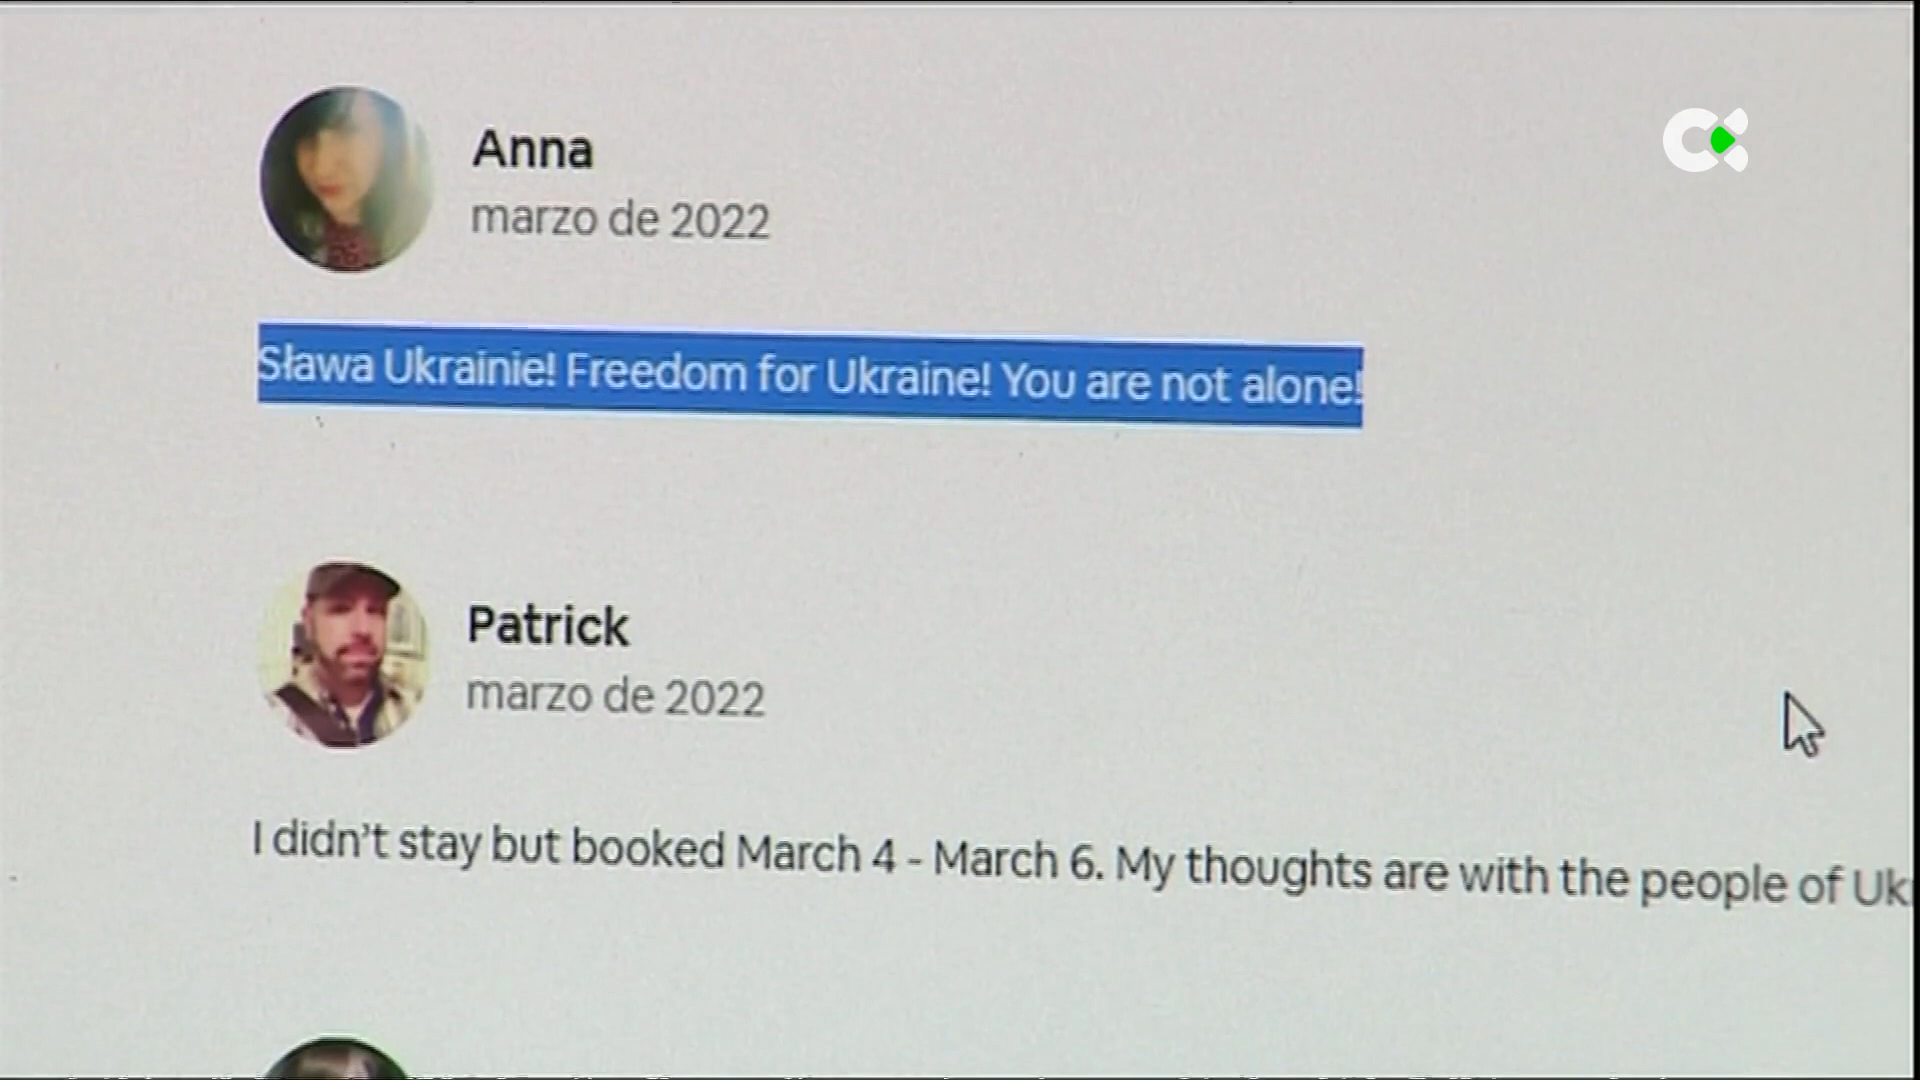 Anna
marzo de 2022
Sława Ukrainie! Freedom for Ukraine! You are not alone!
Patrick
marzo de 2022
I didn't stay but booked March 4 - March 6. My thoughts are with the people of